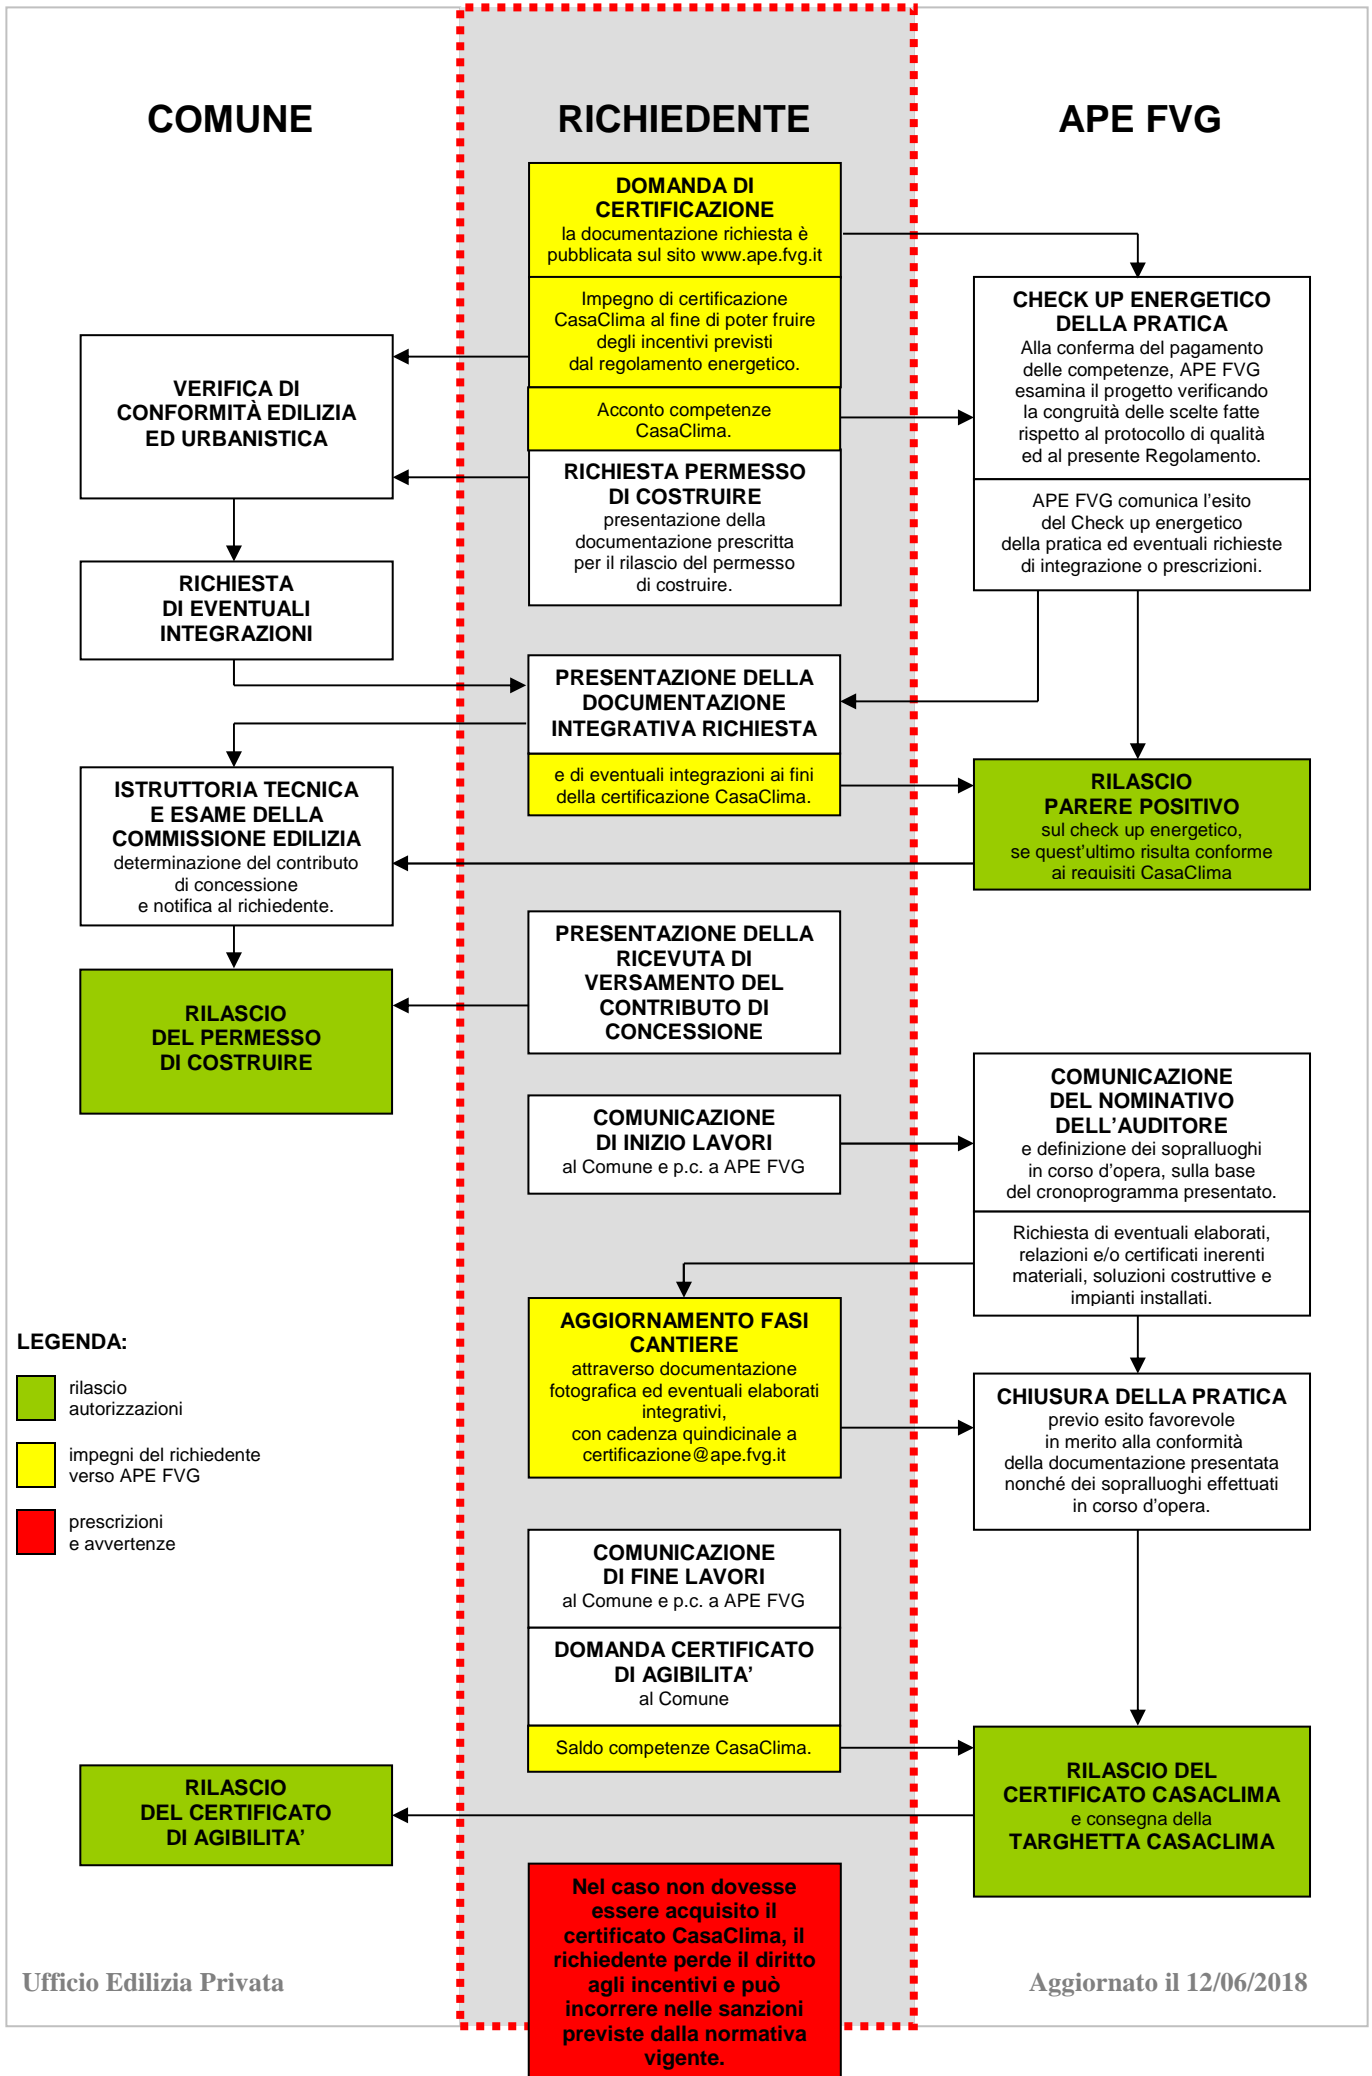 COMUNE
RICHIEDENTE
APE FVG
DOMANDA DI
CERTIFICAZIONE
la documentazione richiesta è
pubblicata sul sito www.ape.fvg.it
Impegno di certificazione
CasaClima al fine di poter fruire
degli incentivi previsti
dal regolamento energetico.
Acconto competenze
CasaClima.
CHECK UP ENERGETICO
DELLA PRATICA
Alla conferma del pagamento
delle competenze, APE FVG
esamina il progetto verificando
la congruità delle scelte fatte
rispetto al protocollo di qualità
ed al presente Regolamento.
APE FVG comunica l'esito
del Check up energetico
della pratica ed eventuali richieste
di integrazione o prescrizioni.
VERIFICA DI
CONFORMITÀ EDILIZIA
ED URBANISTICA
RICHIESTA PERMESSO
DI COSTRUIRE
presentazione della
documentazione prescritta
per il rilascio del permesso
di costruire.
RICHIESTA
DI EVENTUALI
INTEGRAZIONI
PRESENTAZIONE DELLA
DOCUMENTAZIONE
INTEGRATIVA RICHIESTA
e di eventuali integrazioni ai fini
della certificazione CasaClima.
ISTRUTTORIA TECNICA
E ESAME DELLA
COMMISSIONE EDILIZIA
determinazione del contributo
di concessione
e notifica al richiedente.
RILASCIO
PARERE POSITIVO
sul check up energetico,
se quest'ultimo risulta conforme
ai requisiti CasaClima
PRESENTAZIONE DELLA
RICEVUTA DI
VERSAMENTO DEL
CONTRIBUTO DI
CONCESSIONE
RILASCIO
DEL PERMESSO
DI COSTRUIRE
COMUNICAZIONE
DI INIZIO LAVORI
al Comune e p.c. a APE FVG
COMUNICAZIONE
DEL NOMINATIVO
DELL'AUDITORE
e definizione dei sopralluoghi
in corso d'opera, sulla base
del cronoprogramma presentato.
Richiesta di eventuali elaborati,
relazioni e/o certificati inerenti
materiali, soluzioni costruttive e
impianti installati.
AGGIORNAMENTO FASI
CANTIERE
attraverso documentazione
fotografica ed eventuali elaborati
integrativi,
con cadenza quindicinale a
certificazione@ape.fvg.it
LEGENDA:
rilascio
autorizzazioni
impegni del richiedente
verso APE FVG
prescrizioni
e avvertenze
CHIUSURA DELLA PRATICA
previo esito favorevole
in merito alla conformità
della documentazione presentata
nonché dei sopralluoghi effettuati
in corso d'opera.
COMUNICAZIONE
DI FINE LAVORI
al Comune e p.c. a APE FVG
DOMANDA CERTIFICATO
DI AGIBILITA'
al Comune
Saldo competenze CasaClima.
RILASCIO
DEL CERTIFICATO
DI AGIBILITA'
RILASCIO DEL
CERTIFICATO CASACLIMA
e consegna della
TARGHETTA CASACLIMA
Nel caso non dovesse
essere acquisito il
certificato CasaClima, il
richiedente perde il diritto
agli incentivi e può
incorrere nelle sanzioni
previste dalla normativa
vigente.
Ufficio Edilizia Privata
Aggiornato il 12/06/2018